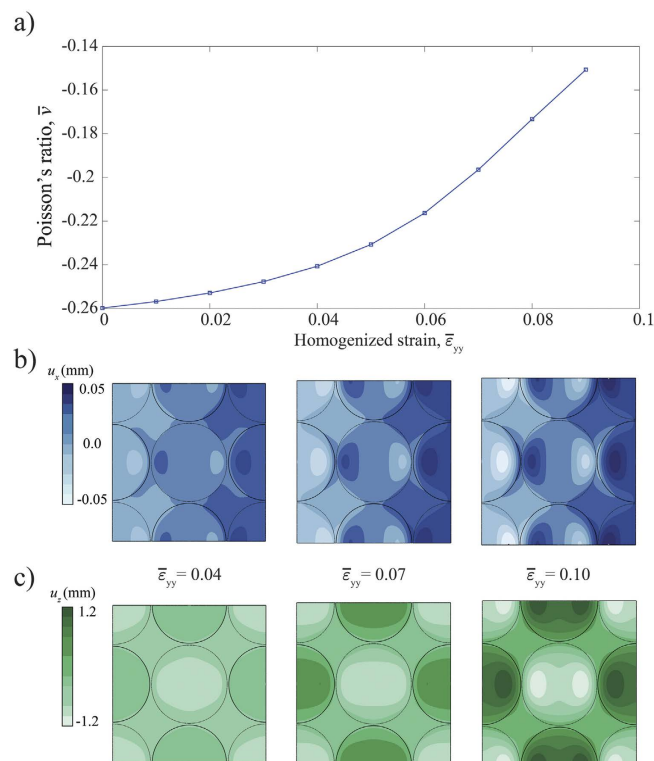 a)
-0.14
-0.16
-0.18
-0.2
-0.22
-0.24
-0.26
Poisson's ratio, ν̅
0 0.02 0.04 0.06 0.08 0.1
Homogenized strain, ε̅yy
b)
ux (mm)
0.05
0.0
-0.05
ε̅yy = 0.04 ε̅yy = 0.07 ε̅yy = 0.10
c)
uz (mm)
1.2
-1.2